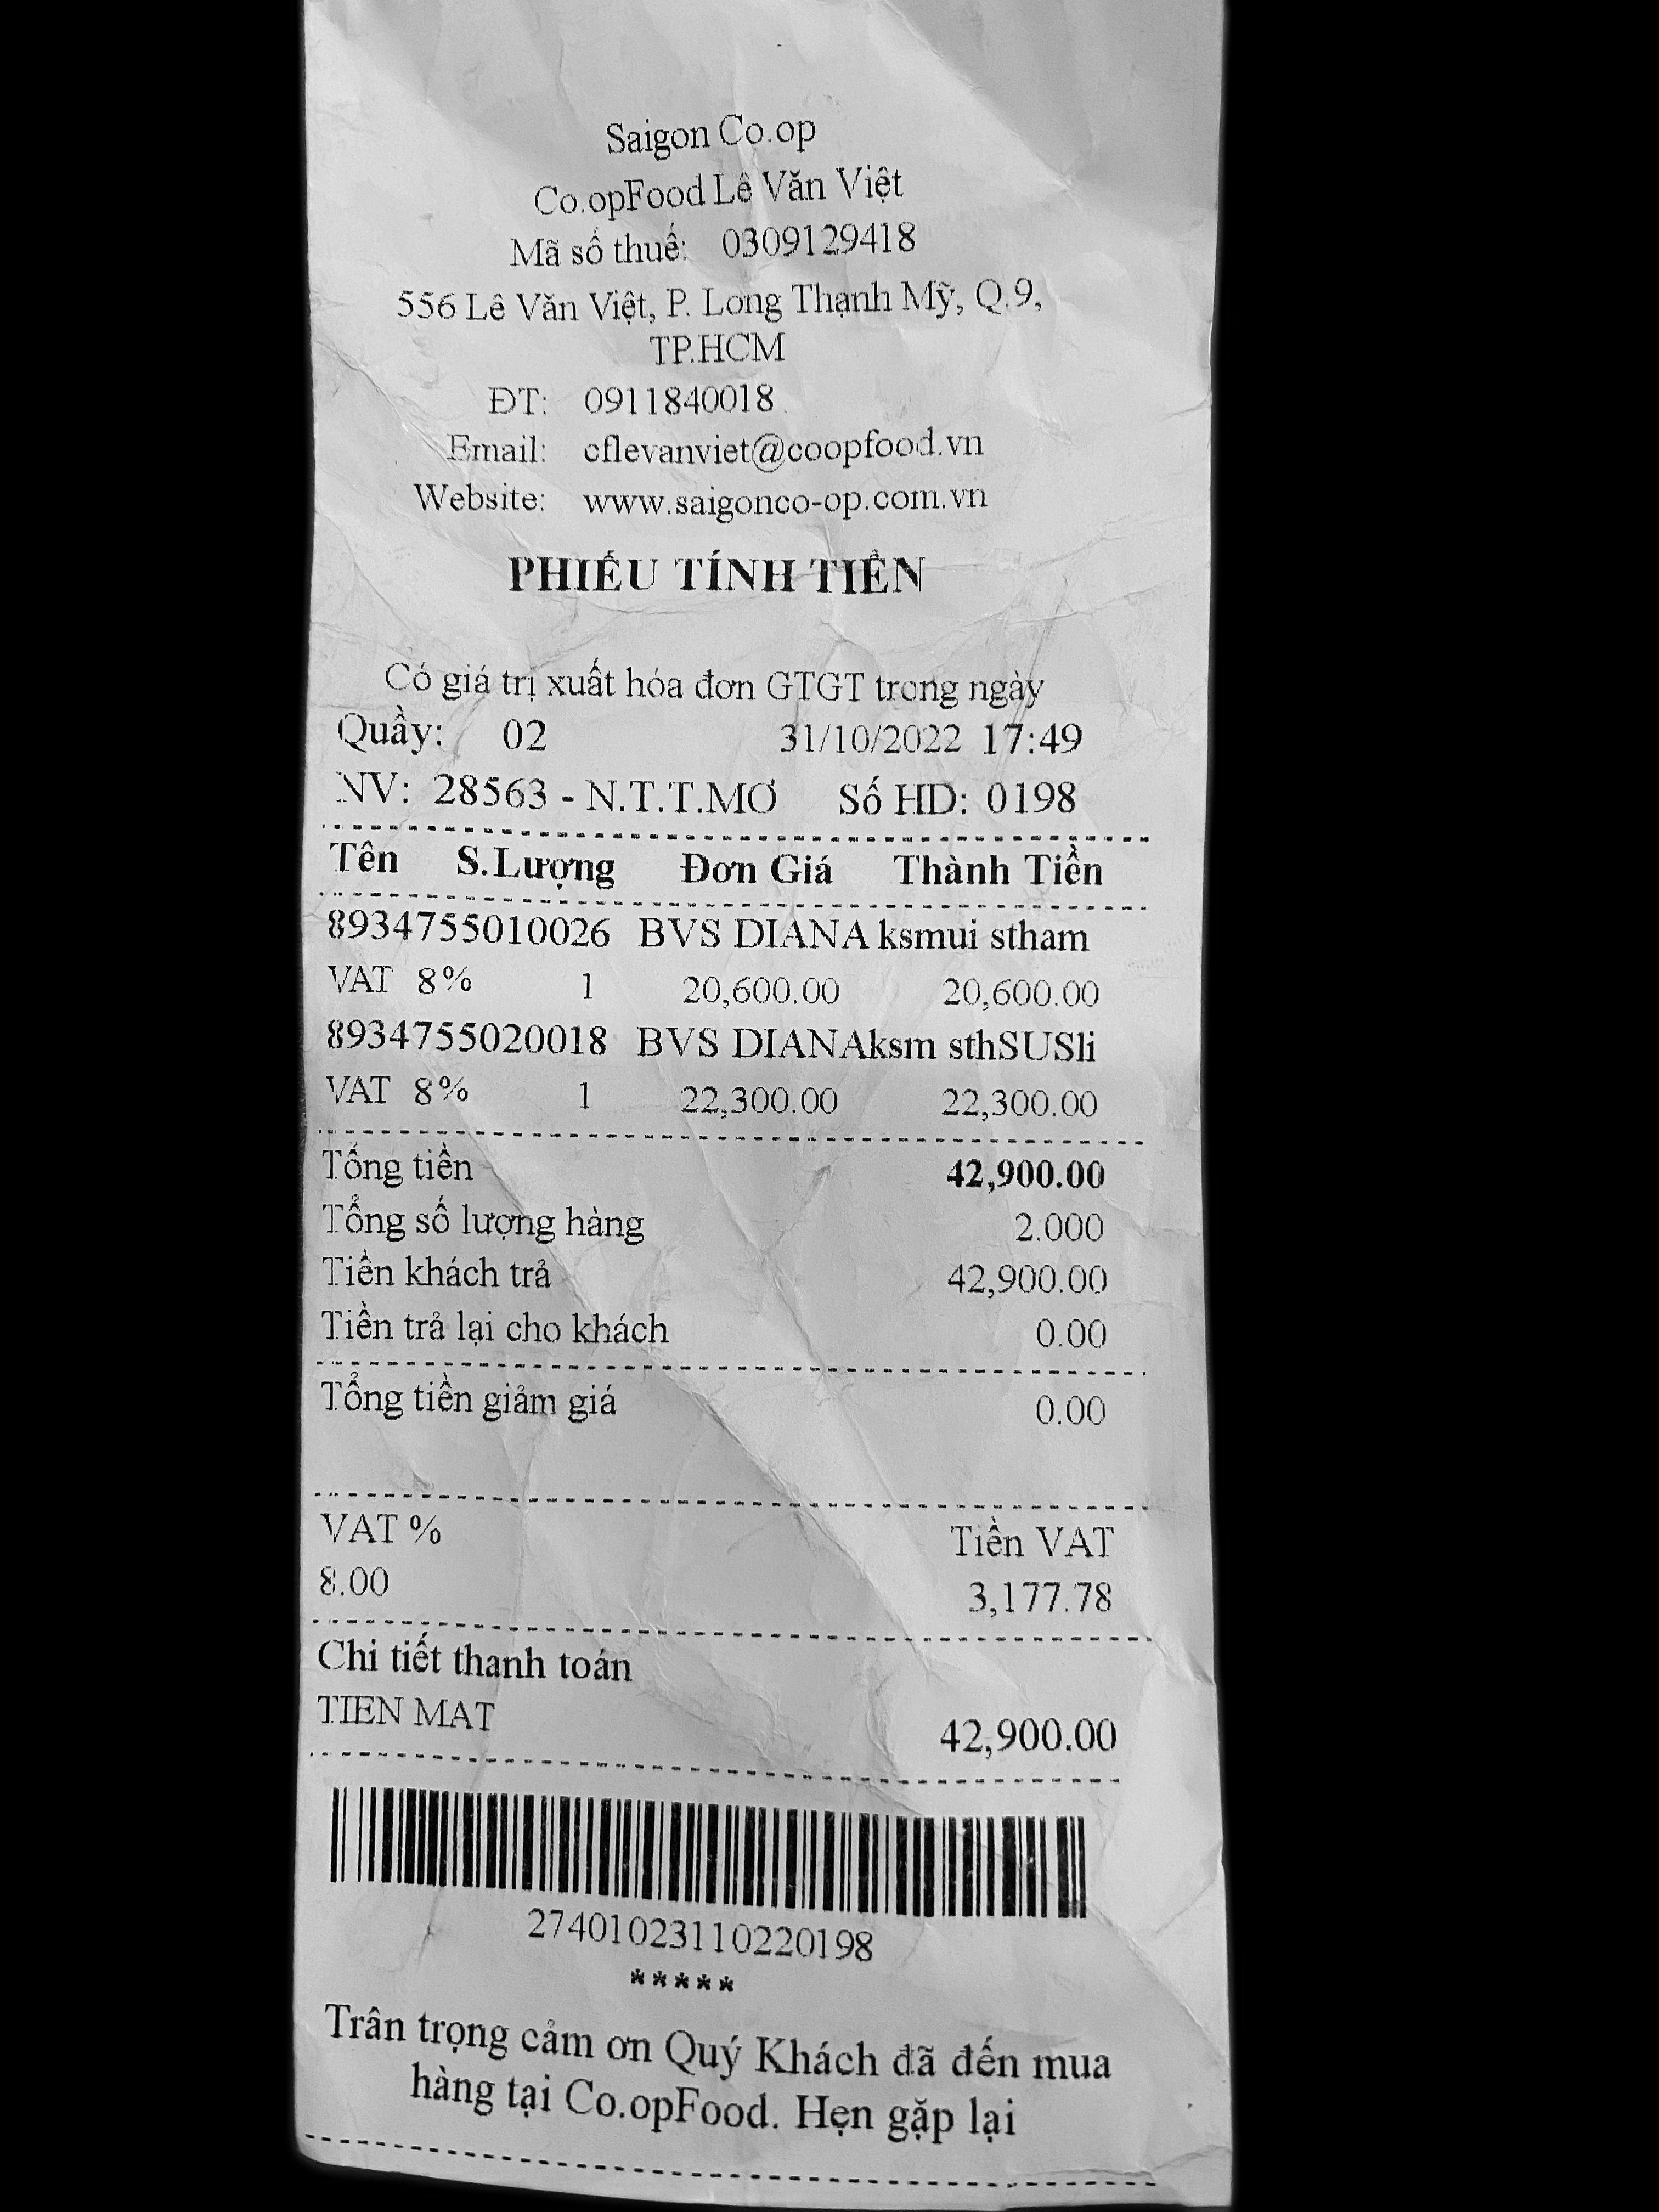 Saigon Co.op
Co.opFood Lê Văn Việt
Mã số thuế: 0309129418
556 Lê Văn Việt, P. Long Thạnh Mỹ, Q.9,
TP.HCM
ĐT: 0911840018
Email: cflevanviet@coopfood.vn
Website: www.saigonco-op.com.vn
PHIẾU TÍNH TIỀN
Có giá trị xuất hóa đơn GTGT trong ngày
Quầy: 02 31/10/2022 17:49
NV: 28563 - N.T.T.MƠ Số HD: 0198
Tên S.Lượng Đơn Giá Thành Tiền
8934755010026 BVS DIANA ksmui stham
VAT 8% 1 20,600.00 20,600.00
8934755020018 BVS DIANAksm sthSUSli
VAT 8% 1 22,300.00 22,300.00
Tổng tiền 42,900.00
Tổng số lượng hàng 2.000
Tiền khách trả 42,900.00
Tiền trả lại cho khách 0.00
Tổng tiền giảm giá 0.00
VAT % Tiền VAT
8.00 3,177.78
Chi tiết thanh toán
TIEN MAT 42,900.00
27401023110220198
*****
Trân trọng cảm ơn Quý Khách đã đến mua
hàng tại Co.opFood. Hẹn gặp lại